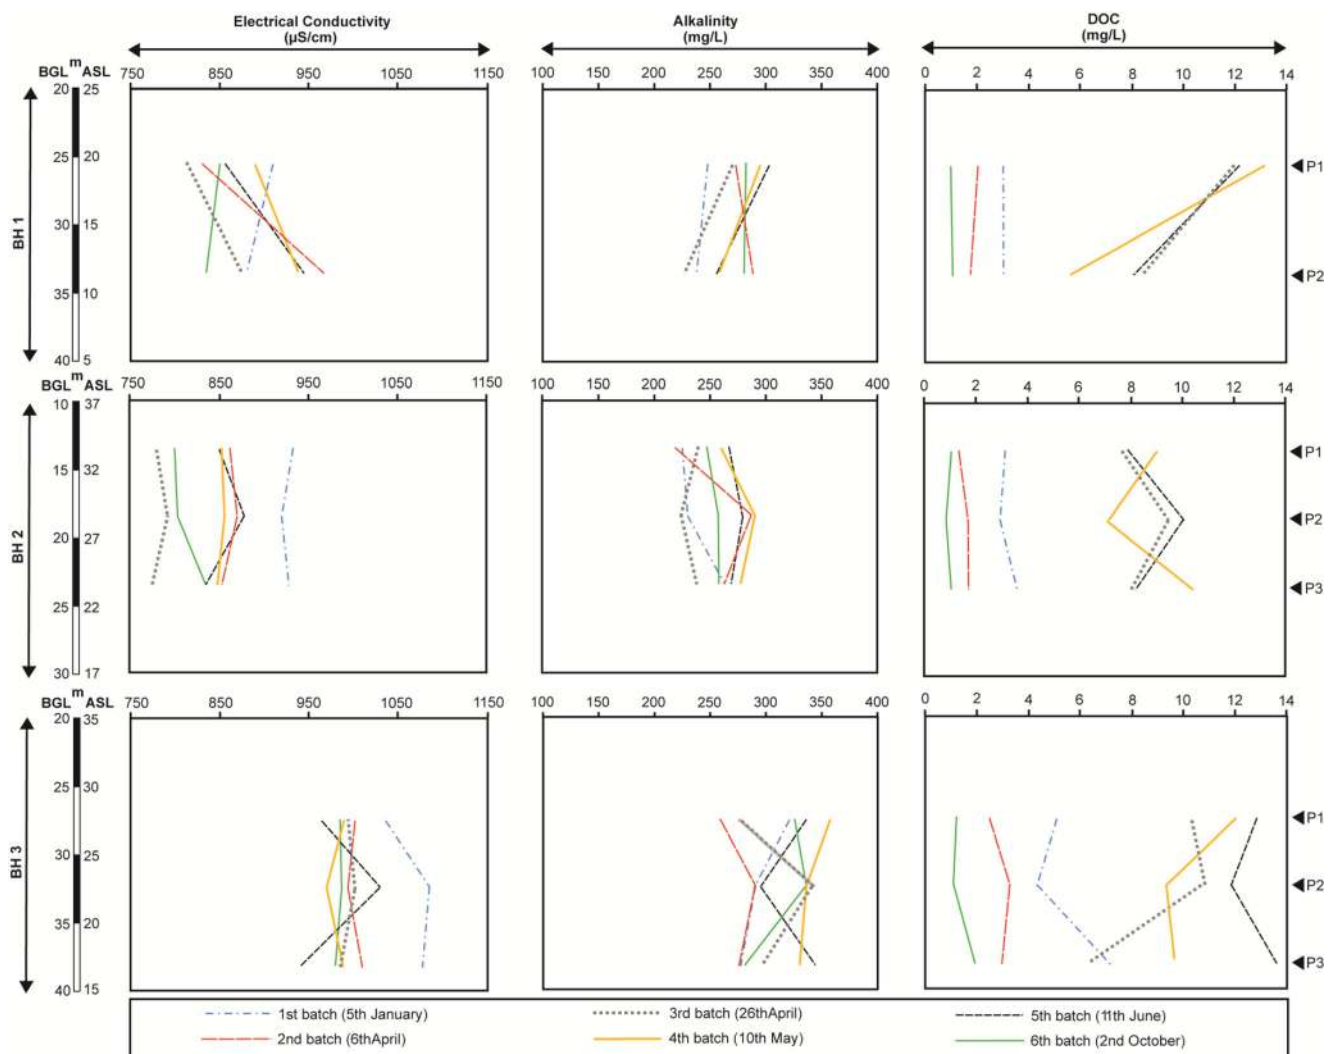 Electrical Conductivity
(µS/cm)
Alkalinity
(mg/L)
DOC
(mg/L)
BGL m ASL
750 850 950 1050 1150
100 150 200 250 300 350 400
0 2 4 6 8 10 12 14
BH 1
20 25
25 20
30 15
35 10
40 5
P1
P2
BGL m ASL
750 850 950 1050 1150
100 150 200 250 300 350 400
0 2 4 6 8 10 12 14
BH 2
10 37
15 32
20 27
25 22
30 17
P1
P2
P3
BGL m ASL
750 850 950 1050 1150
100 150 200 250 300 350 400
0 2 4 6 8 10 12 14
BH 3
20 35
25 30
30 25
35 20
40 15
P1
P2
P3
1st batch (5th January)
3rd batch (26thApril)
5th batch (11th June)
2nd batch (6thApril)
4th batch (10th May)
6th batch (2nd October)